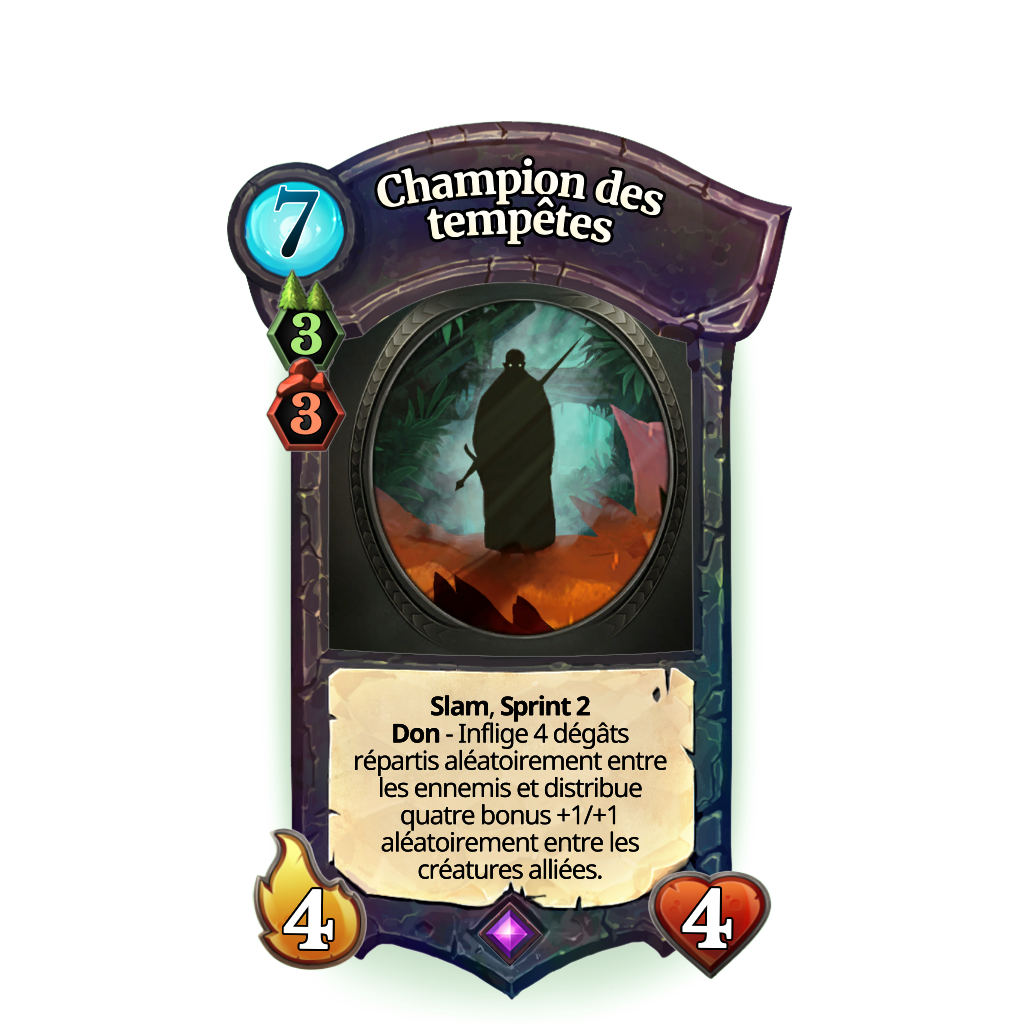 7
Champion des
tempêtes
3
3
Slam, Sprint 2
Don - Inflige 4 dégâts
répartis aléatoirement entre
les ennemis et distribue
quatre bonus +1/+1
aléatoirement entre les
créatures alliées.
4
4